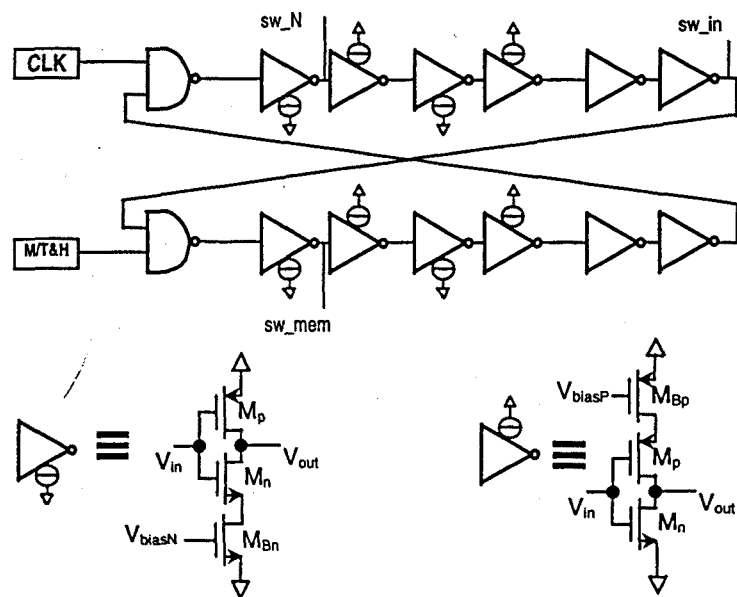 sw_N
sw_in
CLK
M/T&H
sw_mem
Mp
Vin
Vout
Mn
VbiasN
MBn
VbiasP
MBp
Mp
Vin
Vout
Mn